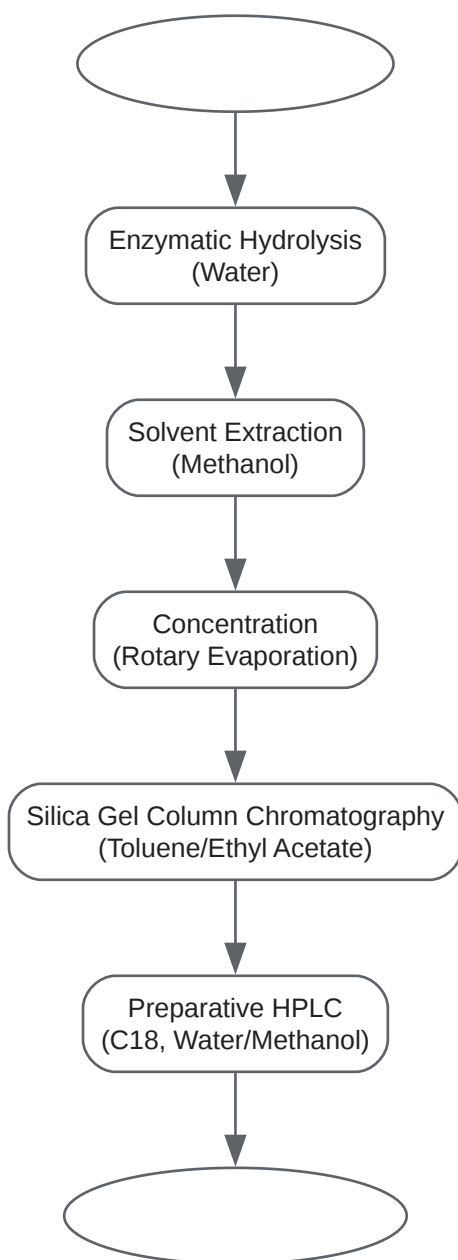 Enzymatic Hydrolysis
(Water)
Solvent Extraction
(Methanol)
Concentration
(Rotary Evaporation)
Silica Gel Column Chromatography
(Toluene/Ethyl Acetate)
Preparative HPLC
(C18, Water/Methanol)